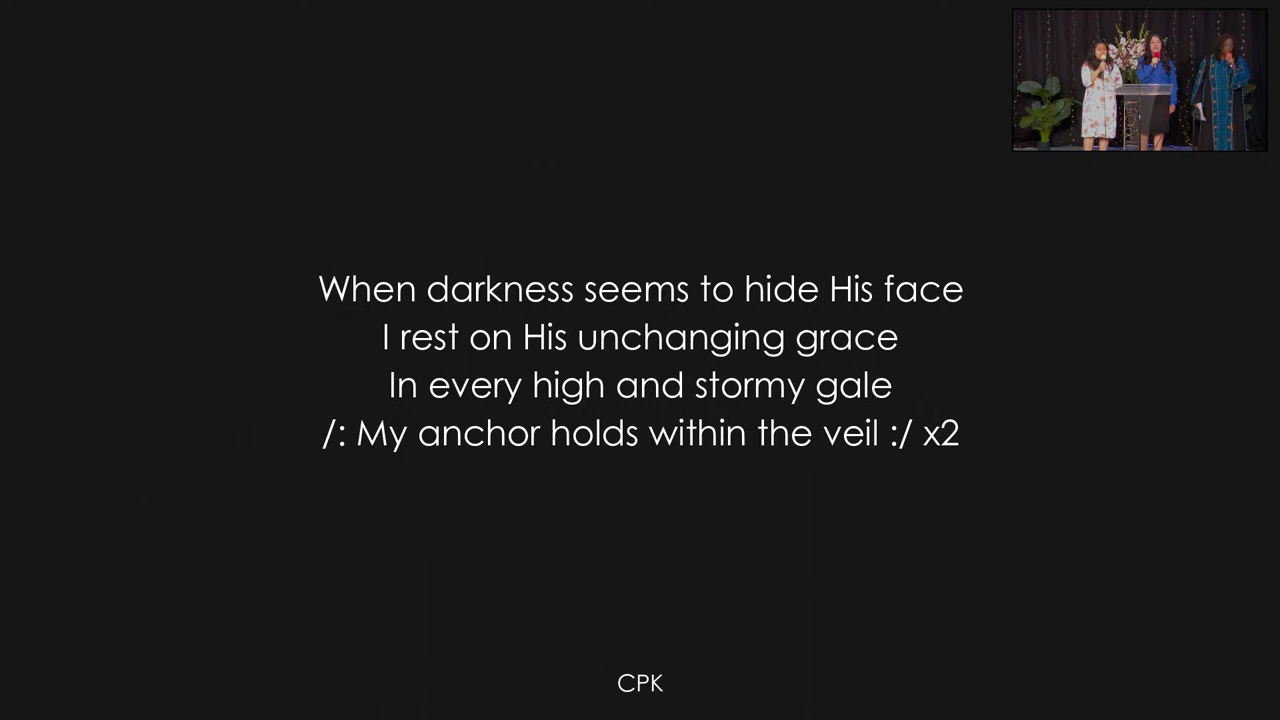 When darkness seems to hide His face
I rest on His unchanging grace
In every high and stormy gale
/: My anchor holds within the veil :/ x2
CPK